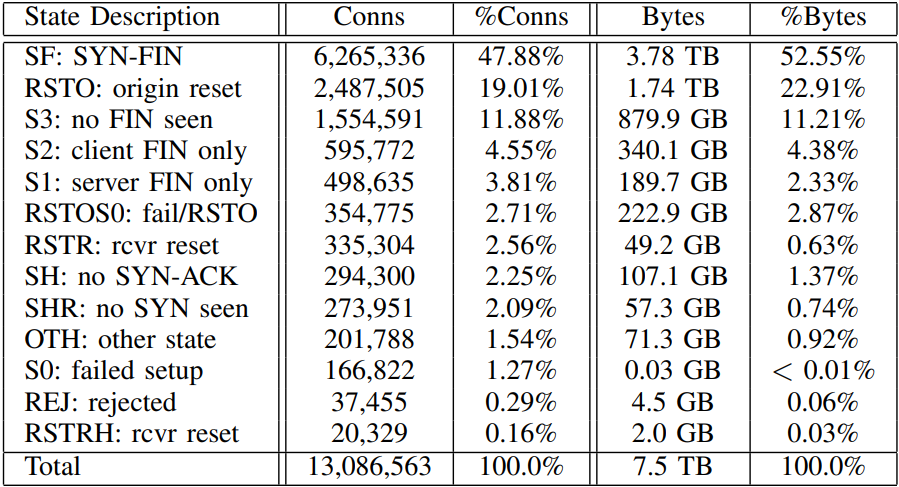 State Description Conns %Conns Bytes %Bytes
SF: SYN-FIN 6,265,336 47.88% 3.78 TB 52.55%
RSTO: origin reset 2,487,505 19.01% 1.74 TB 22.91%
S3: no FIN seen 1,554,591 11.88% 879.9 GB 11.21%
S2: client FIN only 595,772 4.55% 340.1 GB 4.38%
S1: server FIN only 498,635 3.81% 189.7 GB 2.33%
RSTOS0: fail/RSTO 354,775 2.71% 222.9 GB 2.87%
RSTR: rcvr reset 335,304 2.56% 49.2 GB 0.63%
SH: no SYN-ACK 294,300 2.25% 107.1 GB 1.37%
SHR: no SYN seen 273,951 2.09% 57.3 GB 0.74%
OTH: other state 201,788 1.54% 71.3 GB 0.92%
S0: failed setup 166,822 1.27% 0.03 GB < 0.01%
REJ: rejected 37,455 0.29% 4.5 GB 0.06%
RSTRH: rcvr reset 20,329 0.16% 2.0 GB 0.03%
Total 13,086,563 100.0% 7.5 TB 100.0%